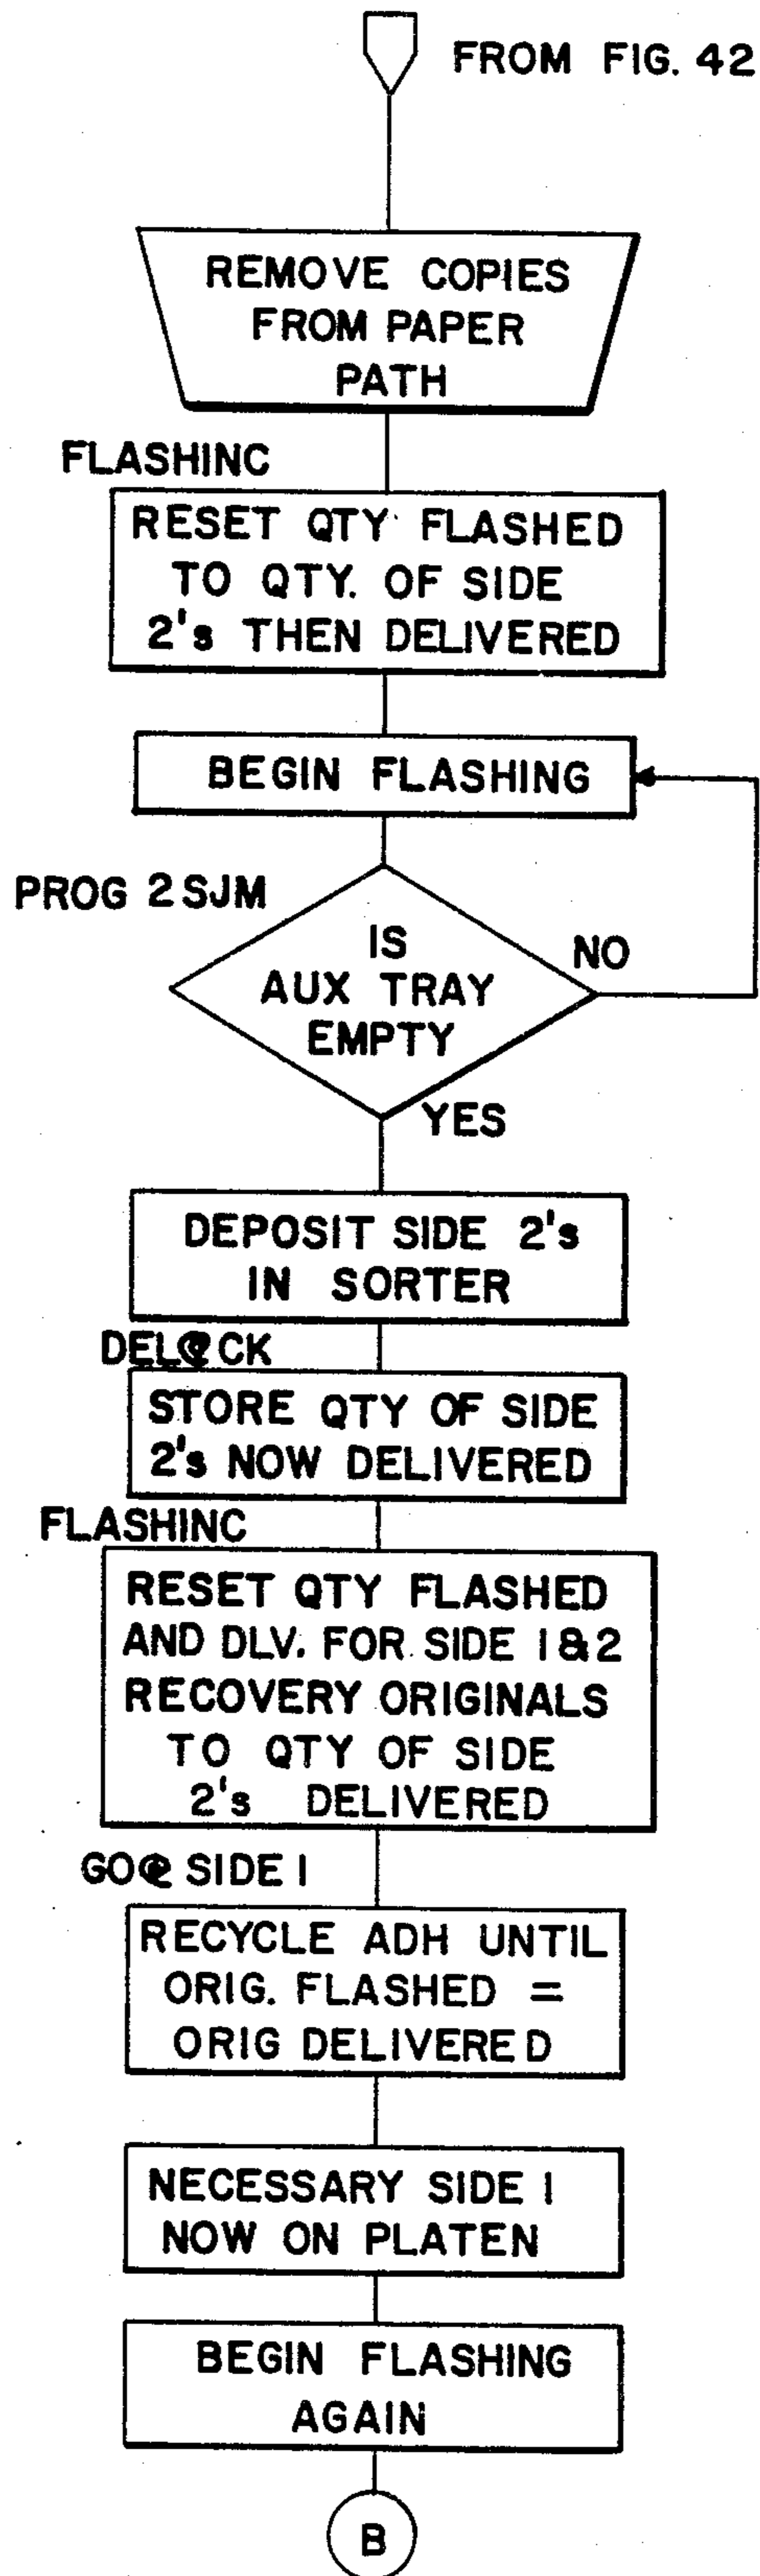 FROM FIG. 42
REMOVE COPIES
FROM PAPER
PATH
FLASHINC
RESET QTY FLASHED
TO QTY. OF SIDE
2's THEN DELIVERED
BEGIN FLASHING
PROG 2SJM
IS
AUX TRAY
EMPTY
NO
YES
DEPOSIT SIDE 2's
IN SORTER
DEL@CK
STORE QTY OF SIDE
2's NOW DELIVERED
FLASHINC
RESET QTY FLASHED
AND DLV. FOR SIDE 1&2
RECOVERY ORIGINALS
TO QTY OF SIDE
2's DELIVERED
GO@ SIDE 1
RECYCLE ADH UNTIL
ORIG. FLASHED =
ORIG DELIVERED
NECESSARY SIDE 1
NOW ON PLATEN
BEGIN FLASHING
AGAIN
B